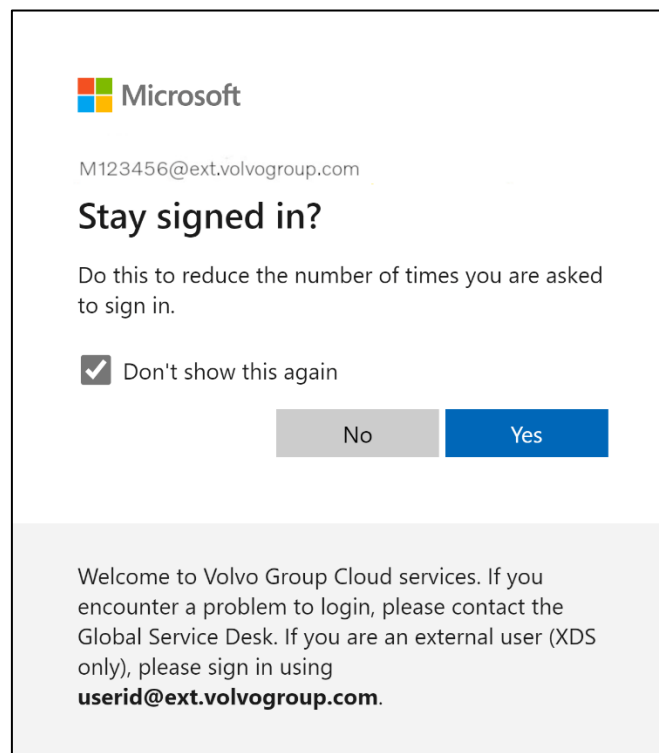 Microsoft
M123456@ext.volvogroup.com
Stay signed in?
Do this to reduce the number of times you are asked
to sign in.
Don't show this again
No
Yes
Welcome to Volvo Group Cloud services. If you
encounter a problem to login, please contact the
Global Service Desk. If you are an external user (XDS
only), please sign in using
userid@ext.volvogroup.com.